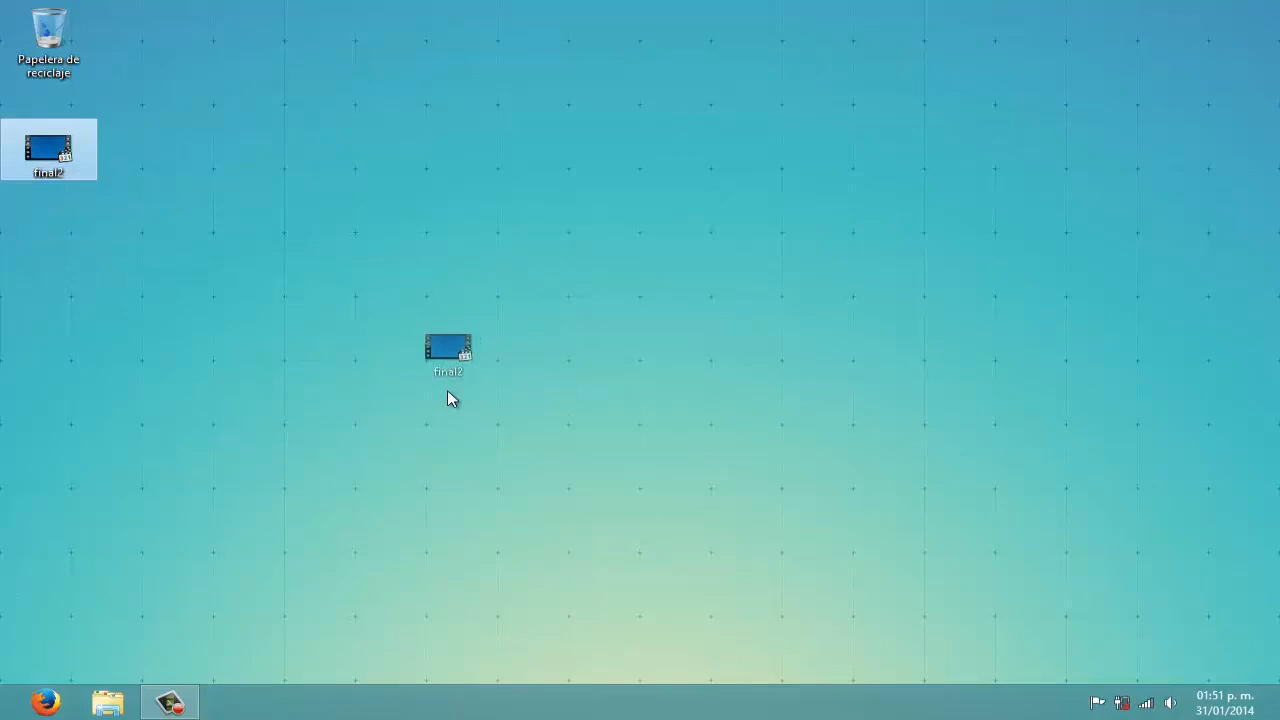 Papelera de
reciclaje
final2
final2
01:51 p. m.
31/01/2014